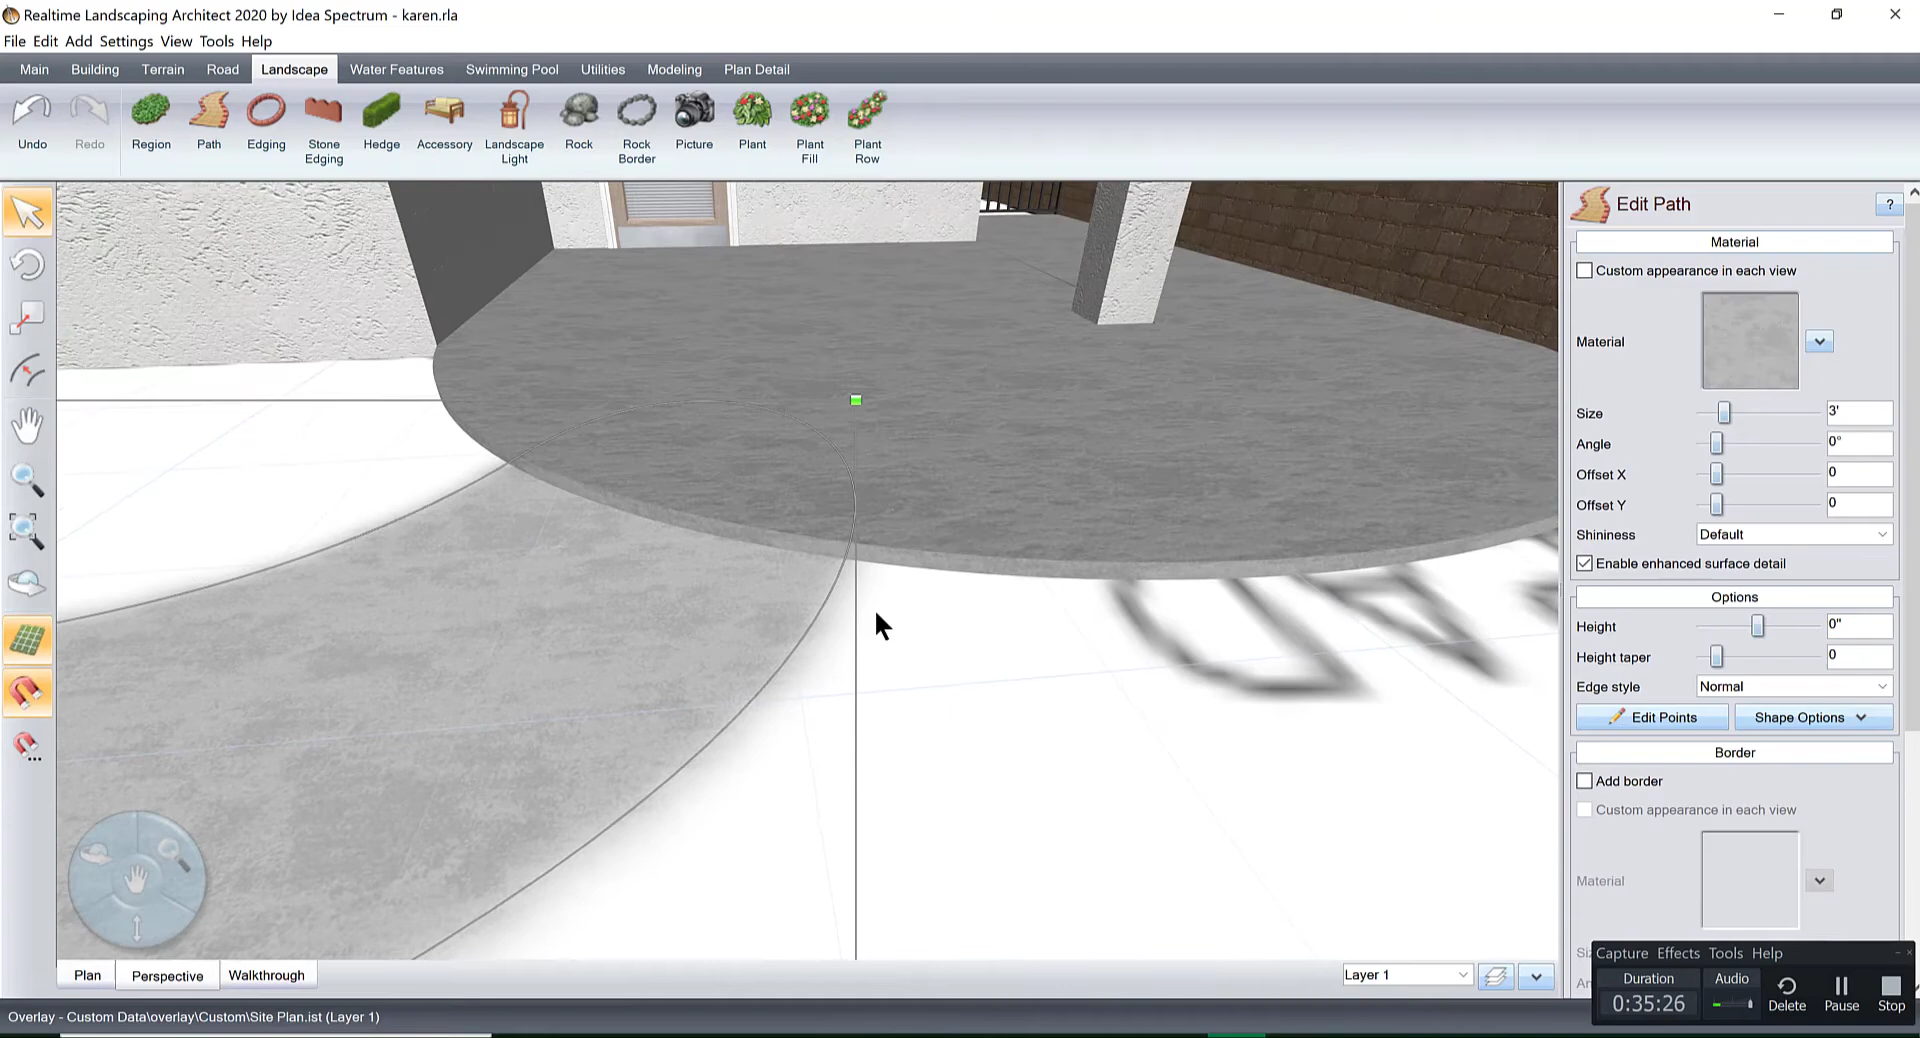 Realtime Landscaping Architect 2020 by Idea Spectrum - karen.rla
File Edit Add Settings View Tools Help
Main Building Terrain Road Landscape Water Features Swimming Pool Utilities Modeling Plan Detail
Undo Redo Region Path Edging Stone Edging Hedge Accessory Landscape Light Rock Rock Border Picture Plant Plant Fill Plant Row
Edit Path
?
Material
Custom appearance in each view
Material
Size 3'
Angle 0°
Offset X 0
Offset Y 0
Shininess Default
Enable enhanced surface detail
Options
Height 0"
Height taper 0
Edge style Normal
Edit Points Shape Options
Border
Add border
Custom appearance in each view
Material
Capture Effects Tools Help
Duration Audio
0:35:26 Delete Pause Stop
Plan Perspective Walkthrough
Layer 1
Overlay - Custom Data\overlay\Custom\Site Plan.ist (Layer 1)